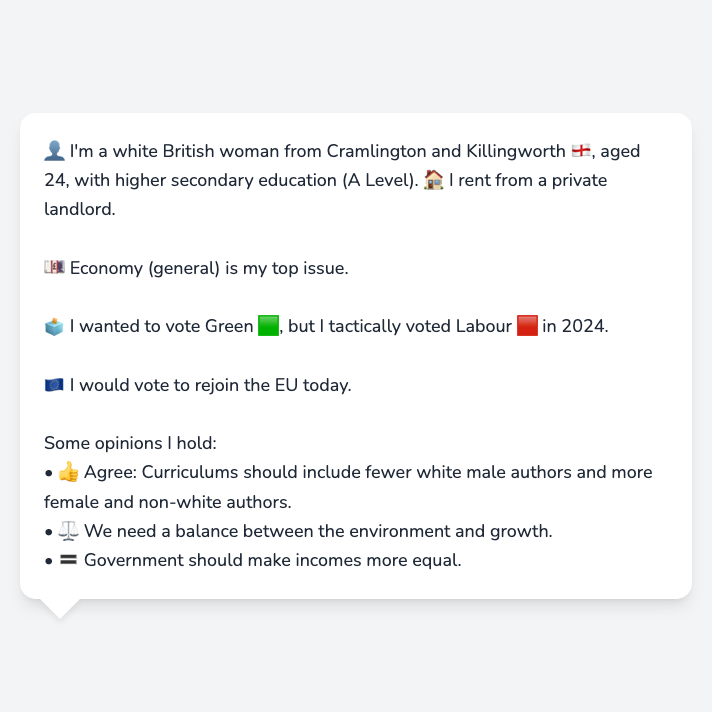 👤 I'm a white British woman from Cramlington and Killingworth 🏴󠁧󠁢󠁥󠁮󠁧󠁿, aged
24, with higher secondary education (A Level). 🏠 I rent from a private
landlord.
💷 Economy (general) is my top issue.
🗳️ I wanted to vote Green 🟩, but I tactically voted Labour 🟥 in 2024.
🇪🇺 I would vote to rejoin the EU today.
Some opinions I hold:
• 👍 Agree: Curriculums should include fewer white male authors and more
female and non-white authors.
• ⚖️ We need a balance between the environment and growth.
• 🟰 Government should make incomes more equal.